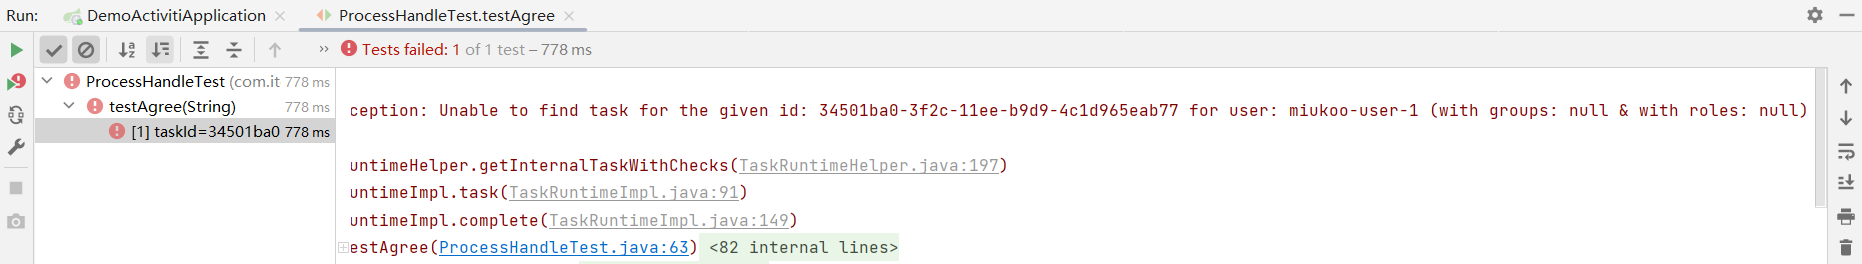 Run: DemoActivitiApplication ProcessHandleTest.testAgree
Tests failed: 1 of 1 test – 778 ms
ProcessHandleTest (com.it 778 ms
testAgree(String) 778 ms
[1] taskId=34501ba0 778 ms
ception: Unable to find task for the given id: 34501ba0-3f2c-11ee-b9d9-4c1d965eab77 for user: miukoo-user-1 (with groups: null & with roles: null)
untimeHelper.getInternalTaskWithChecks(TaskRuntimeHelper.java:197)
untimeImpl.task(TaskRuntimeImpl.java:91)
untimeImpl.complete(TaskRuntimeImpl.java:149)
estAgree(ProcessHandleTest.java:63) <82 internal lines>